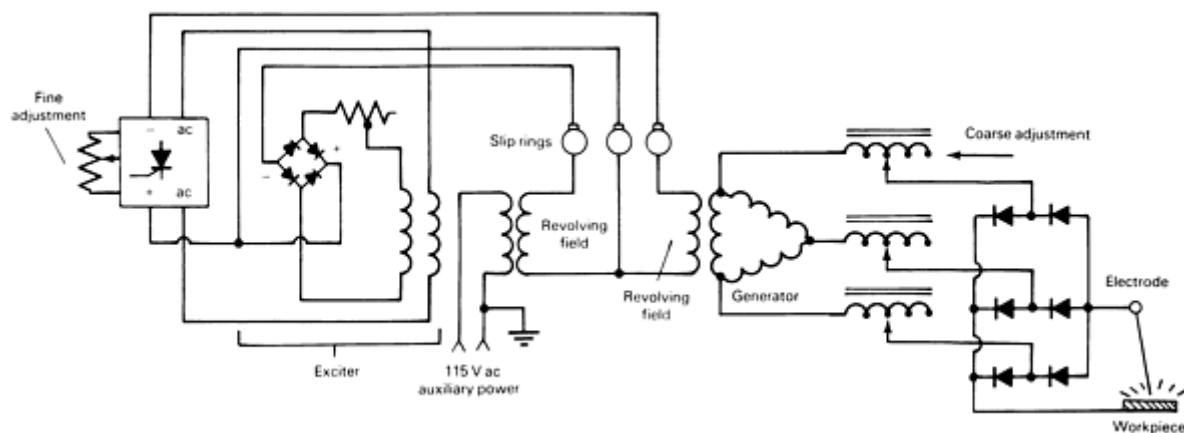 Fine
adjustment
− ac
+ ac
+
−
Slip rings
Coarse adjustment
Revolving
field
Revolving
field
Generator
Electrode
Exciter
115 V ac
auxiliary power
Workpiece